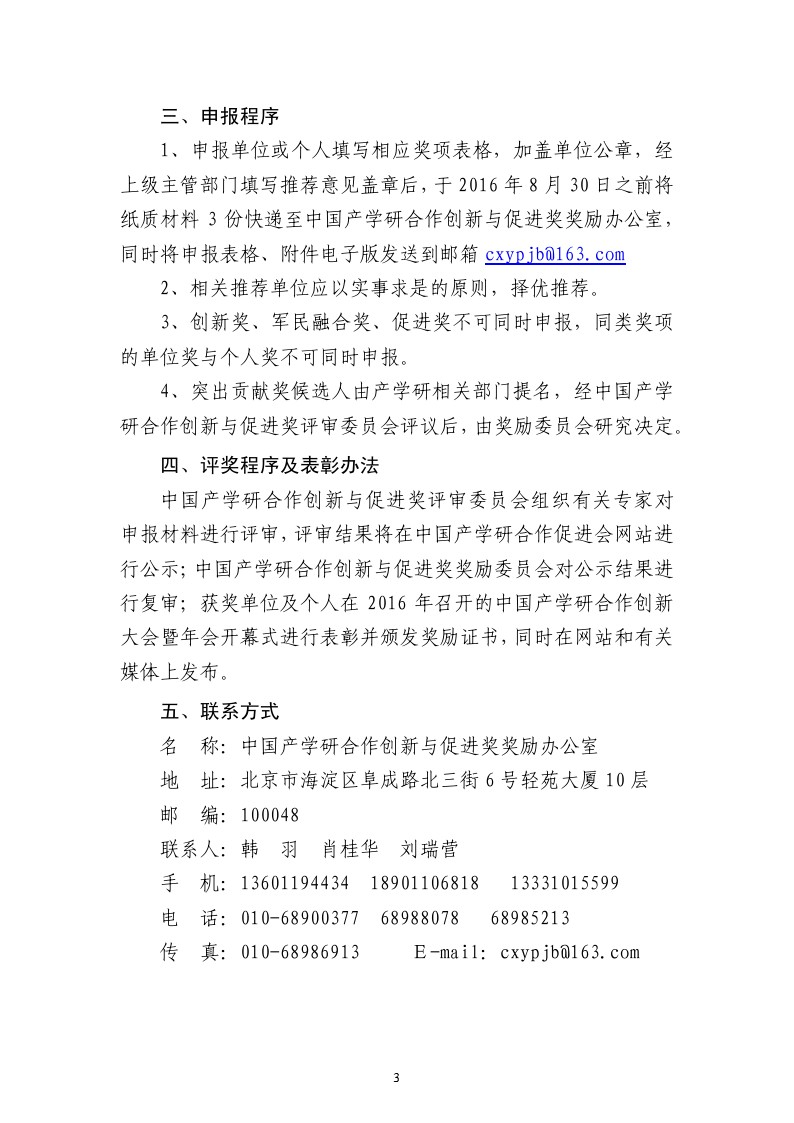 三、申报程序
1、申报单位或个人填写相应奖项表格，加盖单位公章，经
上级主管部门填写推荐意见盖章后，于 2016 年 8 月 30 日之前将
纸质材料 3 份快递至中国产学研合作创新与促进奖奖励办公室，
同时将申报表格、附件电子版发送到邮箱 cxypjb@163.com
2、相关推荐单位应以实事求是的原则，择优推荐。
3、创新奖、军民融合奖、促进奖不可同时申报，同类奖项
的单位奖与个人奖不可同时申报。
4、突出贡献奖候选人由产学研相关部门提名，经中国产学
研合作创新与促进奖评审委员会评议后，由奖励委员会研究决定。
四、评奖程序及表彰办法
中国产学研合作创新与促进奖评审委员会组织有关专家对
申报材料进行评审，评审结果将在中国产学研合作促进会网站进
行公示；中国产学研合作创新与促进奖奖励委员会对公示结果进
行复审；获奖单位及个人在 2016 年召开的中国产学研合作创新
大会暨年会开幕式进行表彰并颁发奖励证书，同时在网站和有关
媒体上发布。
五、联系方式
名　称：中国产学研合作创新与促进奖奖励办公室
地　址：北京市海淀区阜成路北三街 6 号轻苑大厦 10 层
邮　编：100048
联系人：韩　羽　肖桂华　刘瑞营
手　机：13601194434　18901106818　13331015599
电　话：010-68900377　68988078　68985213
传　真：010-68986913　　E-mail：cxypjb@163.com
3